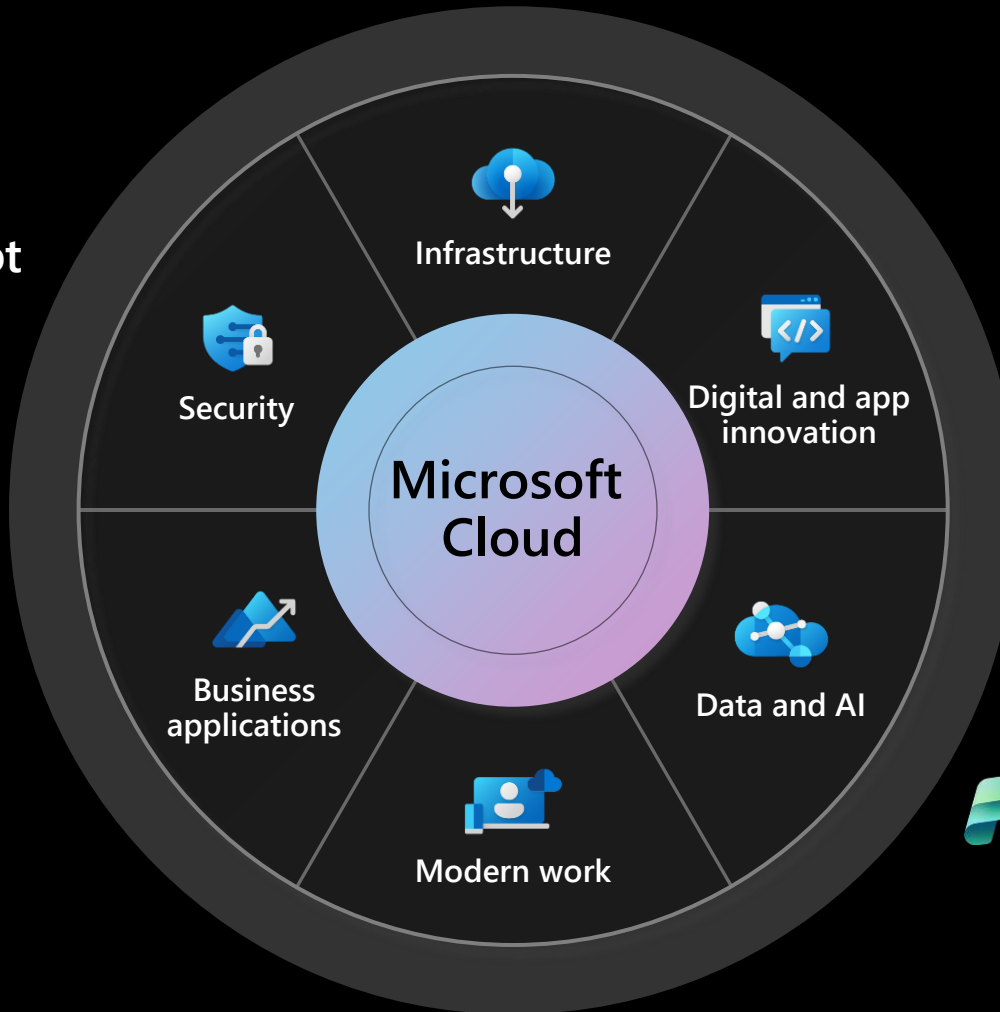 Infrastructure
Security
Digital and app
innovation
Microsoft
Cloud
Business
applications
Data and AI
Modern work